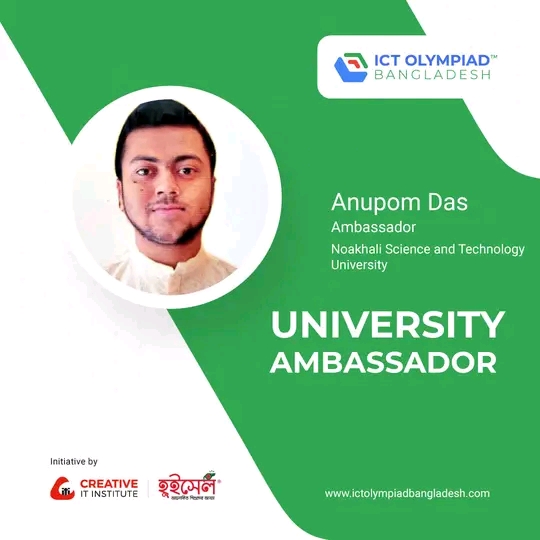 ICT OLYMPIAD™
BANGLADESH
Anupom Das
Ambassador
Noakhali Science and Technology
University
UNIVERSITY
AMBASSADOR
Initiative by
CREATIVE
IT INSTITUTE
হুইসেল®
www.ictolympiadbangladesh.com